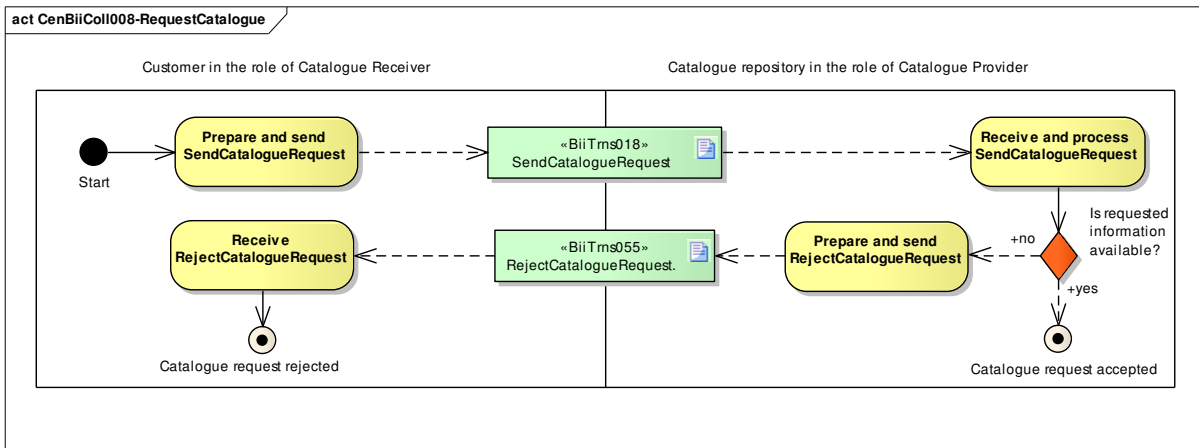 act CenBiiColl008-RequestCatalogue
Customer in the role of Catalogue Receiver
Catalogue repository in the role of Catalogue Provider
Start
Prepare and send
SendCatalogueRequest
«BiiTrns018»
SendCatalogueRequest
Receive and process
SendCatalogueRequest
Is requested
information
available?
+no
+yes
Prepare and send
RejectCatalogueRequest
«BiiTrns055»
RejectCatalogueRequest.
Receive
RejectCatalogueRequest
Catalogue request rejected
Catalogue request accepted